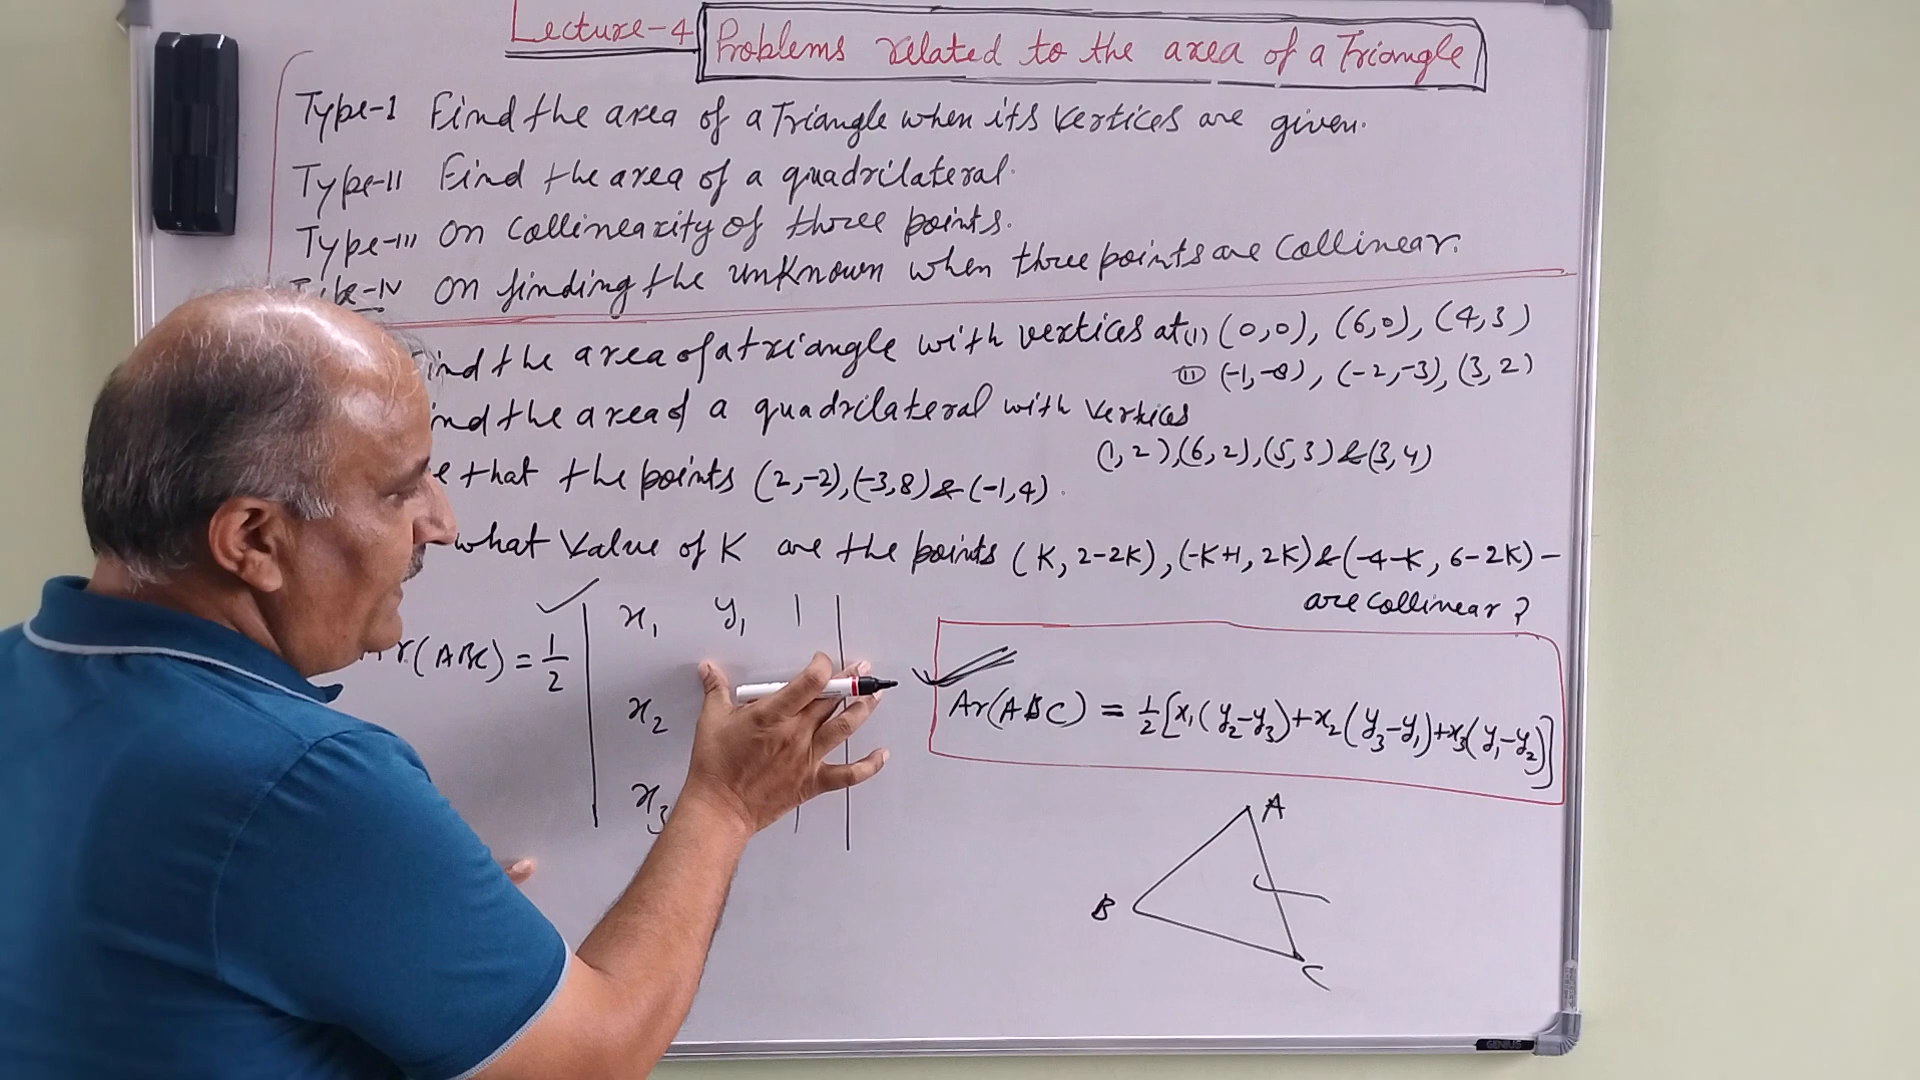 Lecture-4 Problems related to the area of a Triangle
Type-I Find the area of a Triangle when its vertices are given.
Type-II Find the area of a quadrilateral.
Type-III On Collinearity of three points.
On finding the unknown when three points are Collinear.
the area of a triangle with vertices at (I) (0,0), (6,0), (4,3)
(II) (-1,-8), (-2,-3), (3,2)
the area of a quadrilateral with vertices
(1,2),(6,2),(5,3)&(3,4)
that the points (2,-2),(-3,8)&(-1,4).
what Value of K are the points (K, 2-2K), (-K+1, 2K)&(-4-K, 6-2K) -
are Collinear?
x₁ y₁ 1
(ABC) = 1/2
x₂
x₃ 1
Ar(ABC) = 1/2[x₁(y₂-y₃)+x₂(y₃-y₁)+x₃(y₁-y₂)]
A
B
C
GENIUS